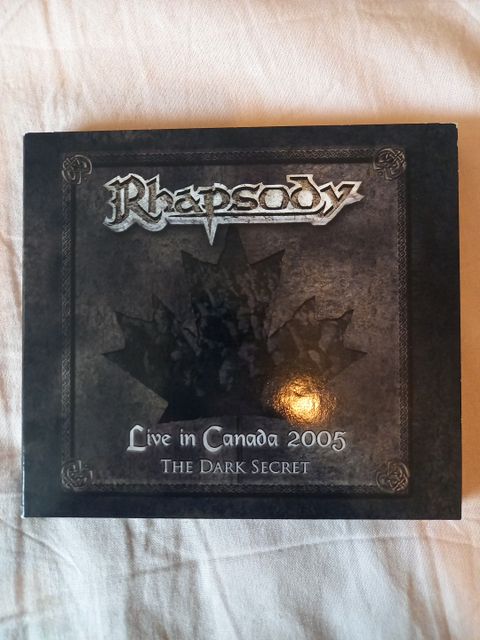 Rhapsody
Live in Canada 2005
THE DARK SECRET